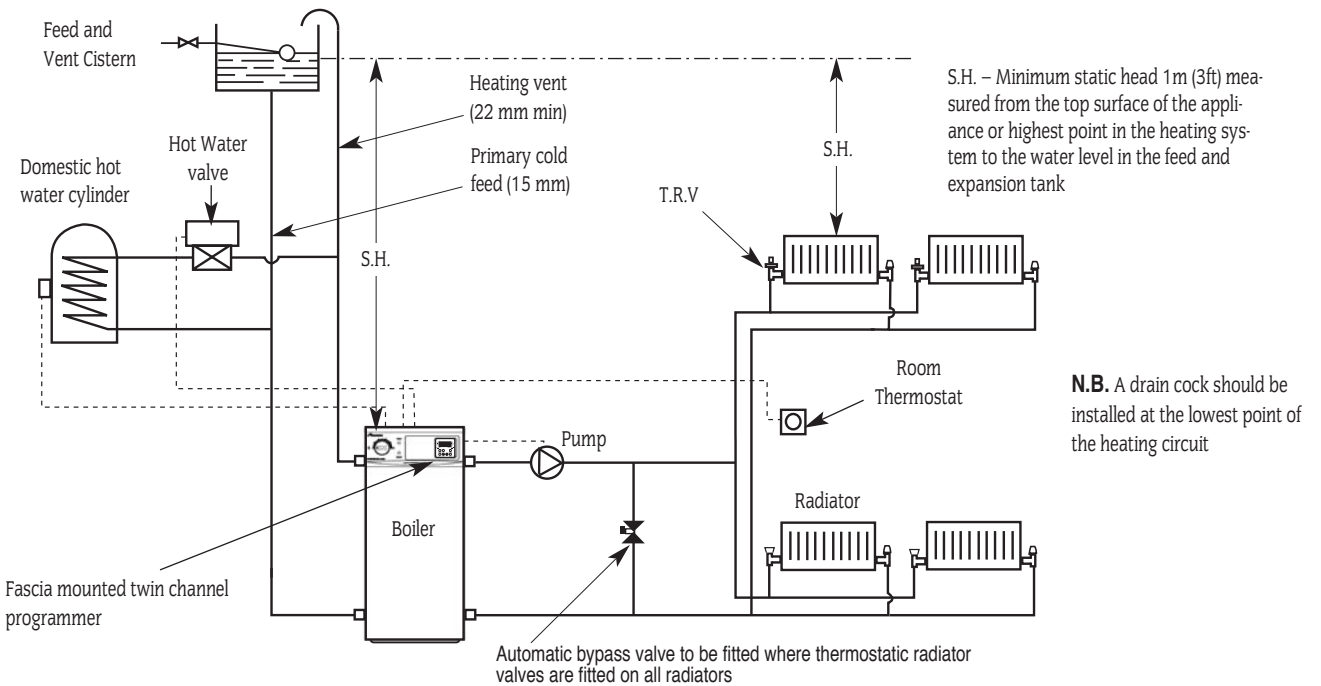 Feed and
Vent Cistern
Heating vent
(22 mm min)
Primary cold
feed (15 mm)
Hot Water
valve
Domestic hot
water cylinder
S.H.
S.H.
S.H. – Minimum static head 1m (3ft) mea-
sured from the top surface of the appli-
ance or highest point in the heating sys-
tem to the water level in the feed and
expansion tank
T.R.V
Room
Thermostat
N.B. A drain cock should be
installed at the lowest point of
the heating circuit
Pump
Radiator
Boiler
Fascia mounted twin channel
programmer
Automatic bypass valve to be fitted where thermostatic radiator
valves are fitted on all radiators